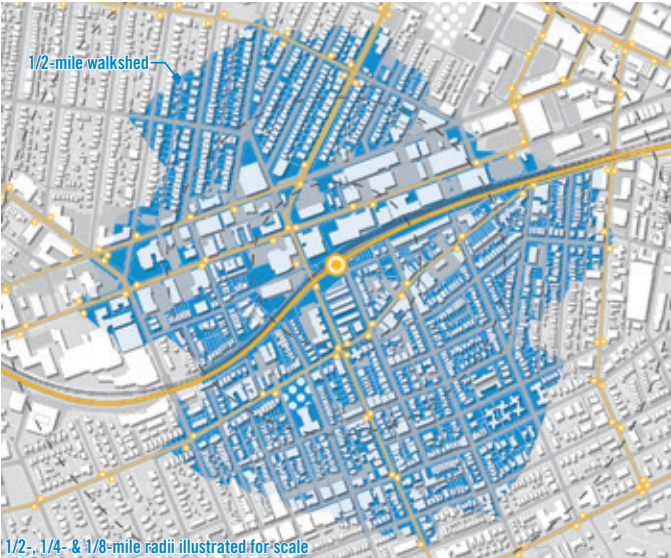 1/2-mile walkshed
1/2-, 1/4- & 1/8-mile radii illustrated for scale